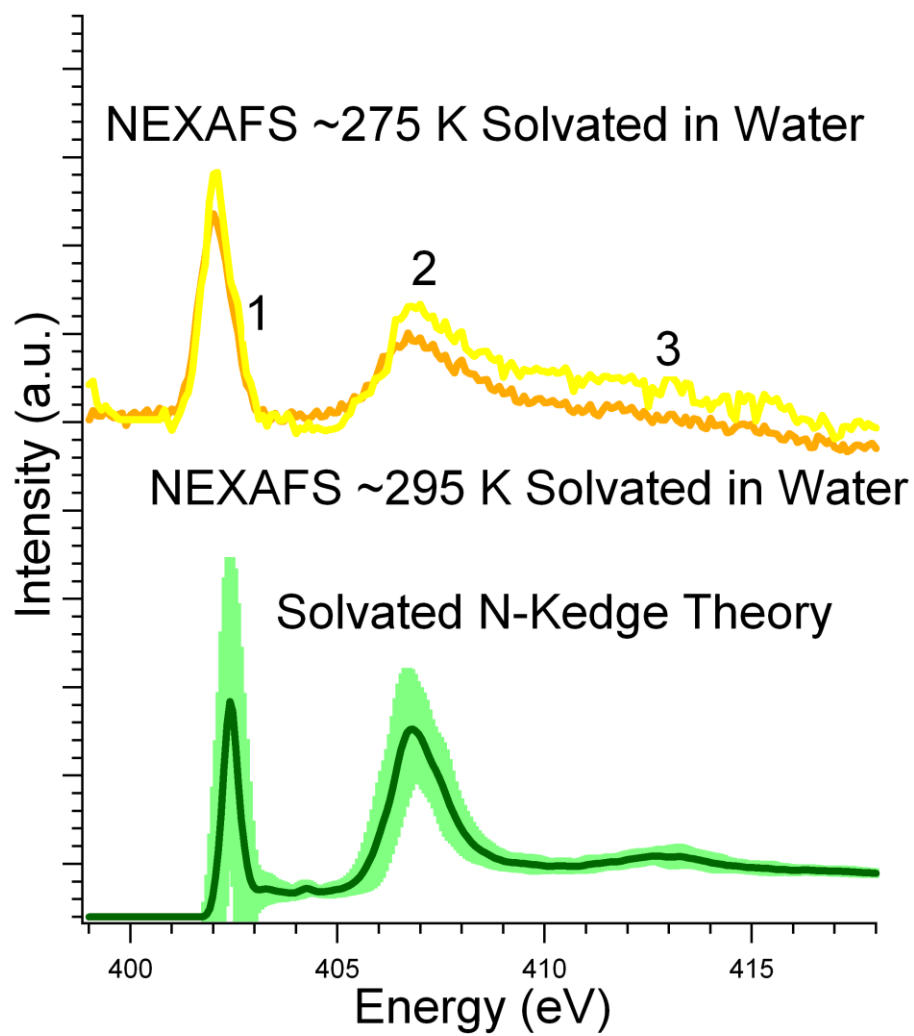 NEXAFS ~275 K Solvated in Water
2
1
3
NEXAFS ~295 K Solvated in Water
Solvated N-Kedge Theory
Intensity (a.u.)
400 405 410 415
Energy (eV)